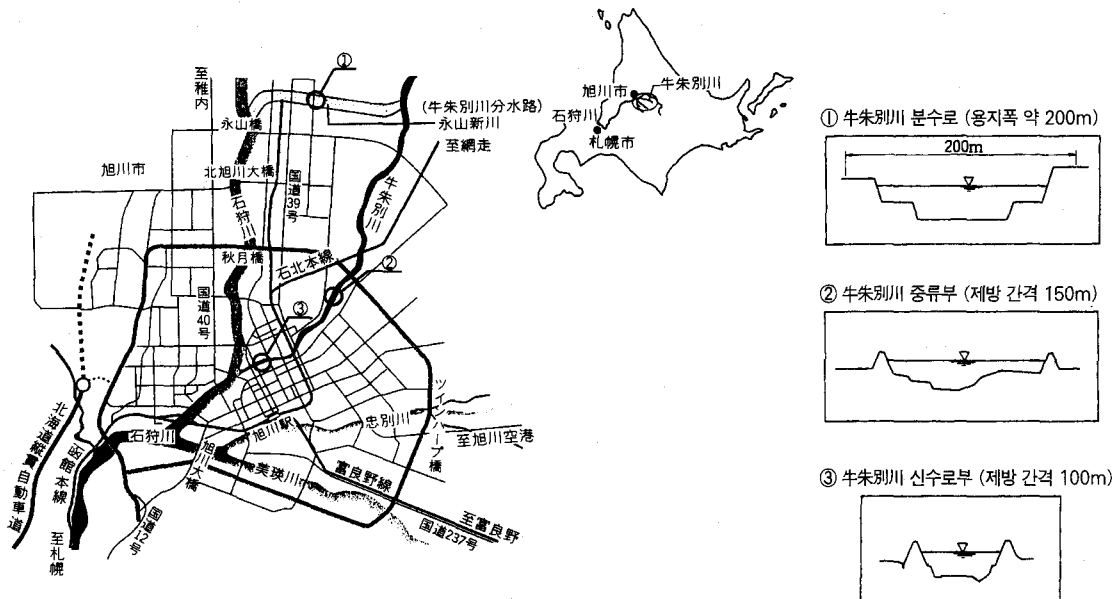 ①
至稚内
(牛朱別川分水路)
永山新川
至網走
永山橋
旭川市
北旭川大橋
国道39号
石狩川
牛朱別川
秋月橋
石北本線
②
国道40号
③
ツインハープ橋
忠別川
至旭川空港
石狩川
旭川駅
旭川大橋
美瑛川
富良野線
至富良野
国道237号
北海道縦貫自動車道
函館本線
国道12号
至札幌
旭川市
牛朱別川
石狩川
札幌市
① 牛朱別川 분수로 (용지폭 약 200m)
200m
② 牛朱別川 중류부 (제방 간격 150m)
③ 牛朱別川 신수로부 (제방 간격 100m)